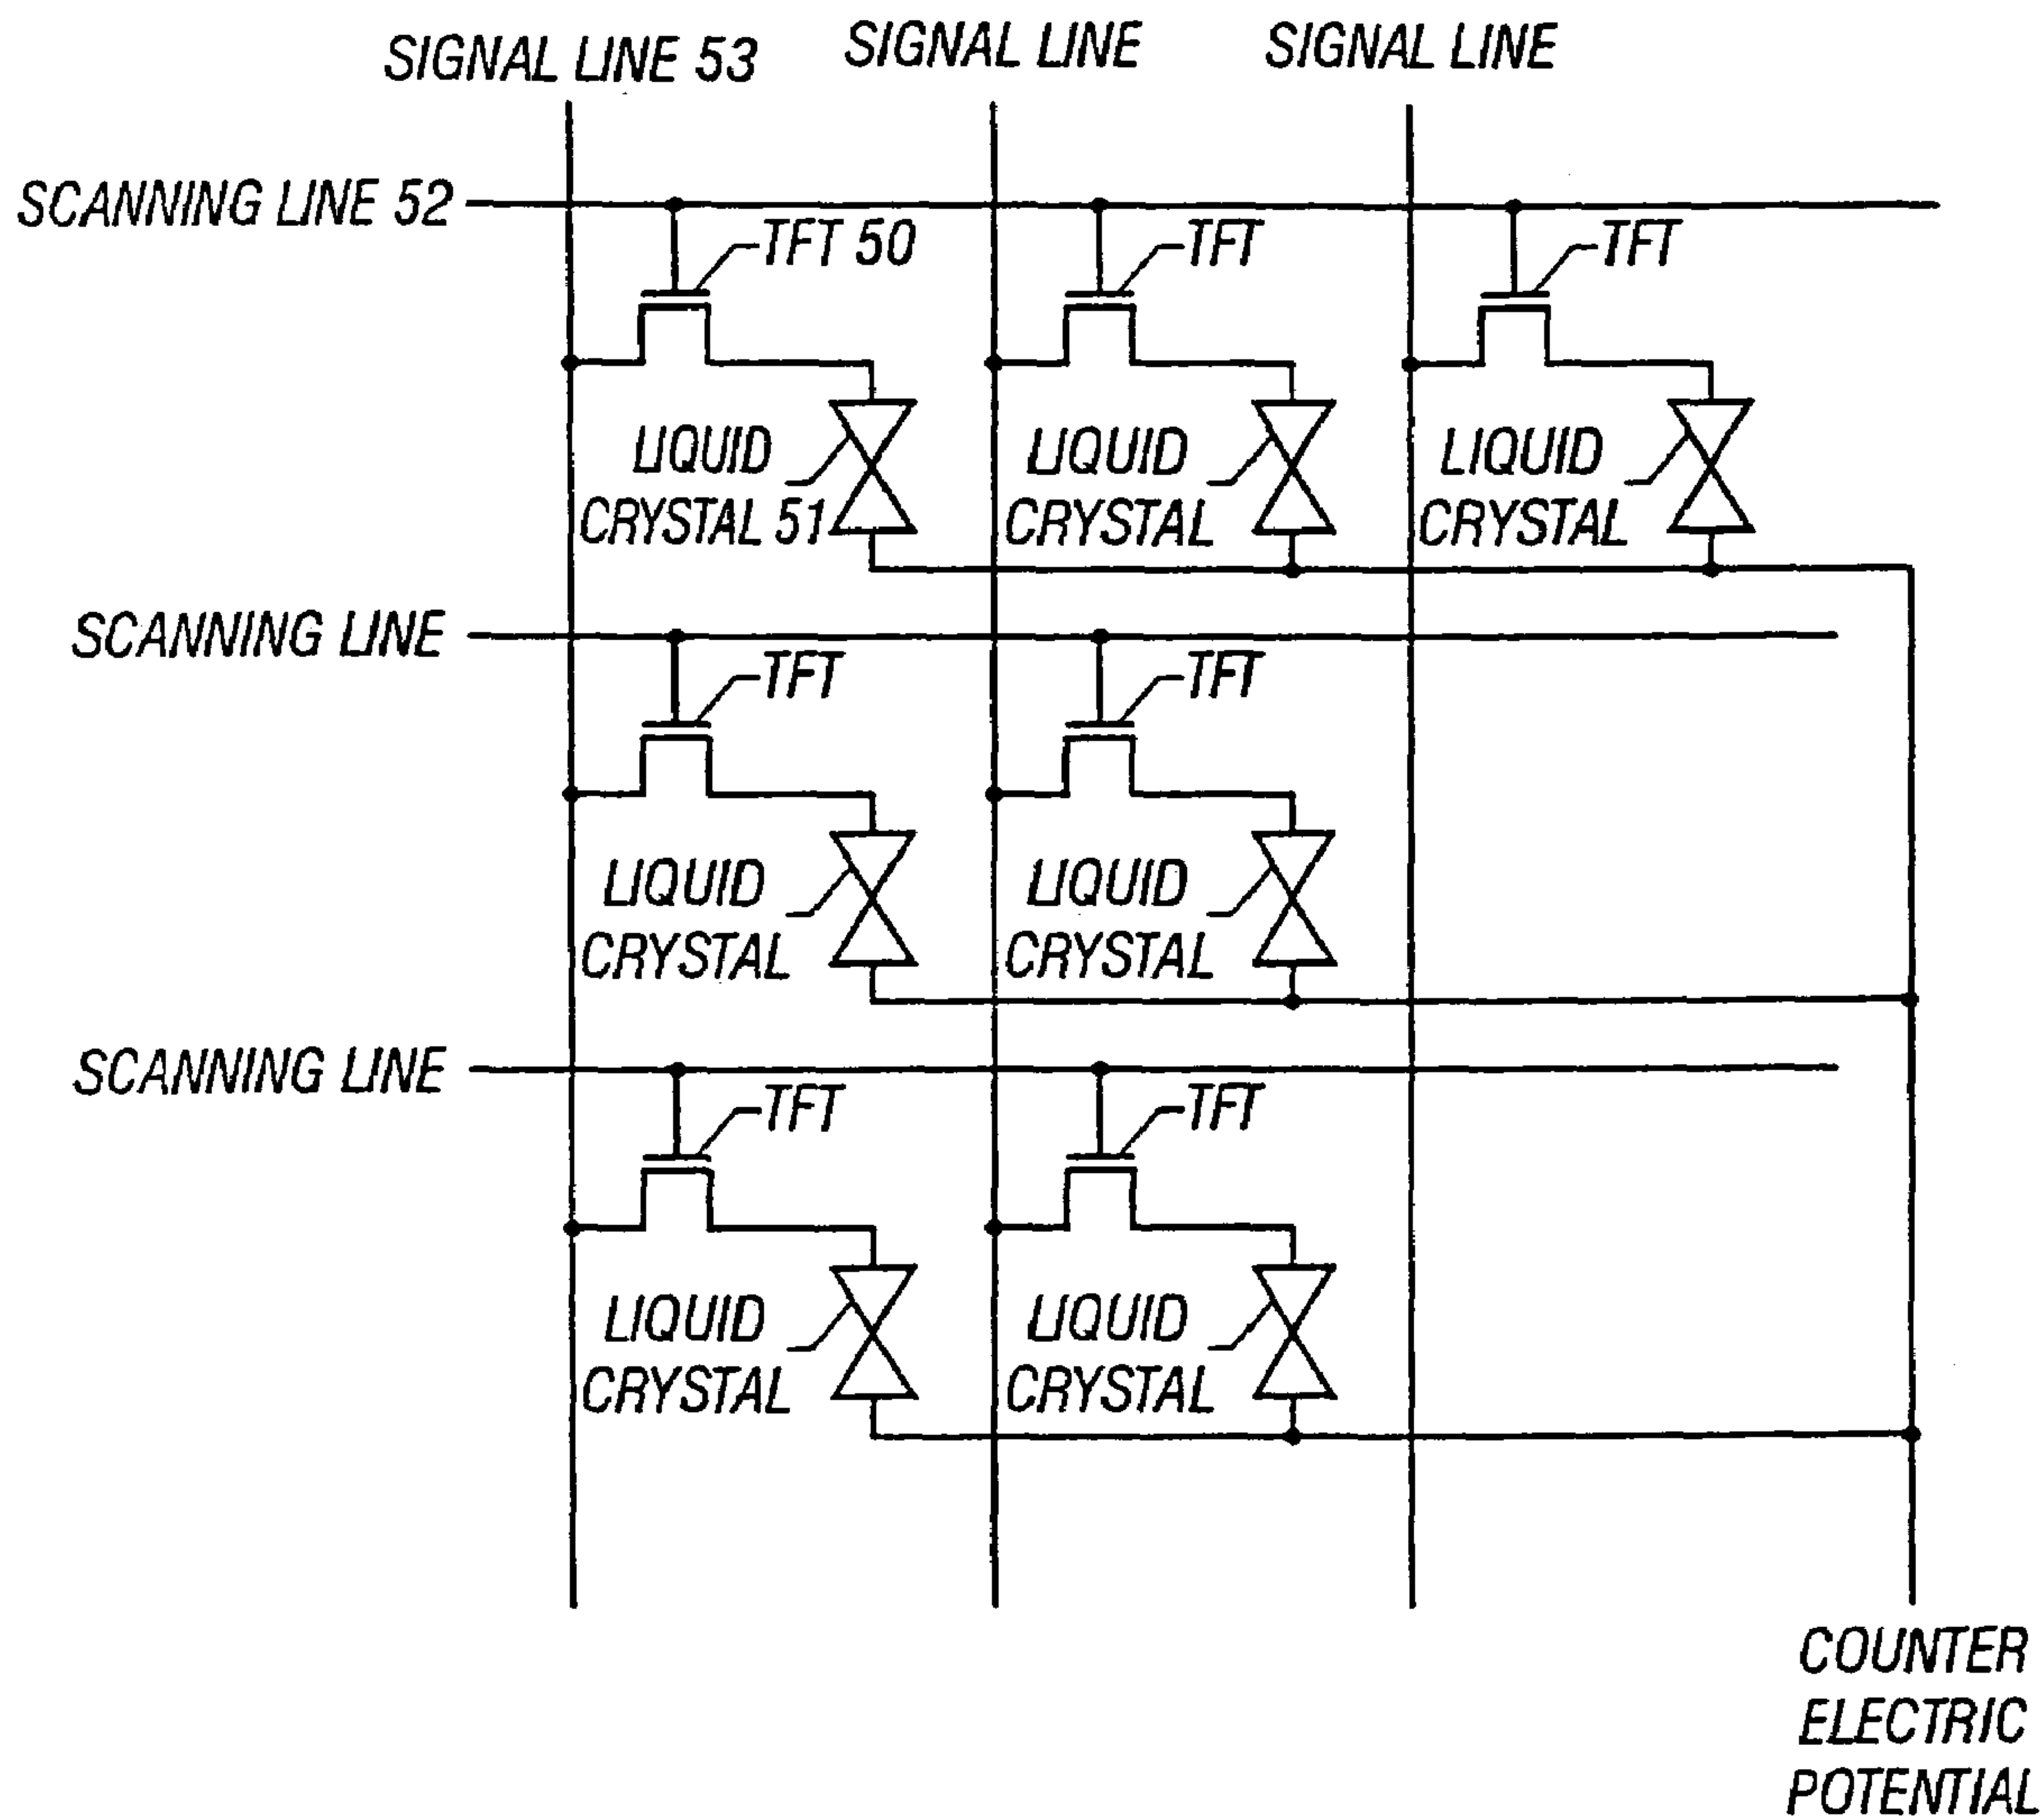 SIGNAL LINE 53
SIGNAL LINE
SIGNAL LINE
SCANNING LINE 52
TFT 50
TFT
TFT
LIQUID
CRYSTAL 51
LIQUID
CRYSTAL
LIQUID
CRYSTAL
SCANNING LINE
TFT
TFT
LIQUID
CRYSTAL
LIQUID
CRYSTAL
SCANNING LINE
TFT
TFT
LIQUID
CRYSTAL
LIQUID
CRYSTAL
COUNTER
ELECTRIC
POTENTIAL